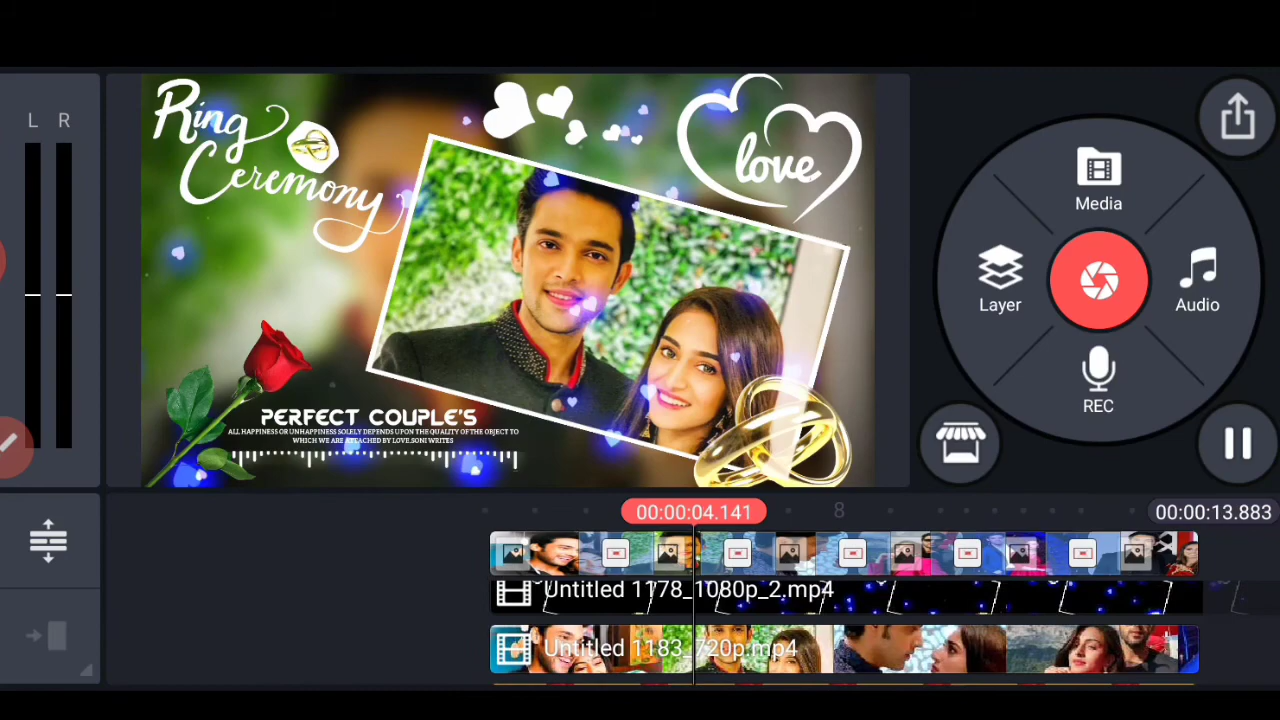 L R
Ring
Ceremony
love
PERFECT COUPLE'S
ALL HAPPINESS OR UNHAPPINESS SOLELY DEPENDS UPON THE QUALITY OF THE OBJECT TO
WHICH WE ARE ATTACHED BY LOVE.SONI WRITES
Media
Layer
Audio
REC
00:00:04.141
8
00:00:13.883
Untitled 1178_1080p_2.mp4
Untitled 1183_720p.mp4